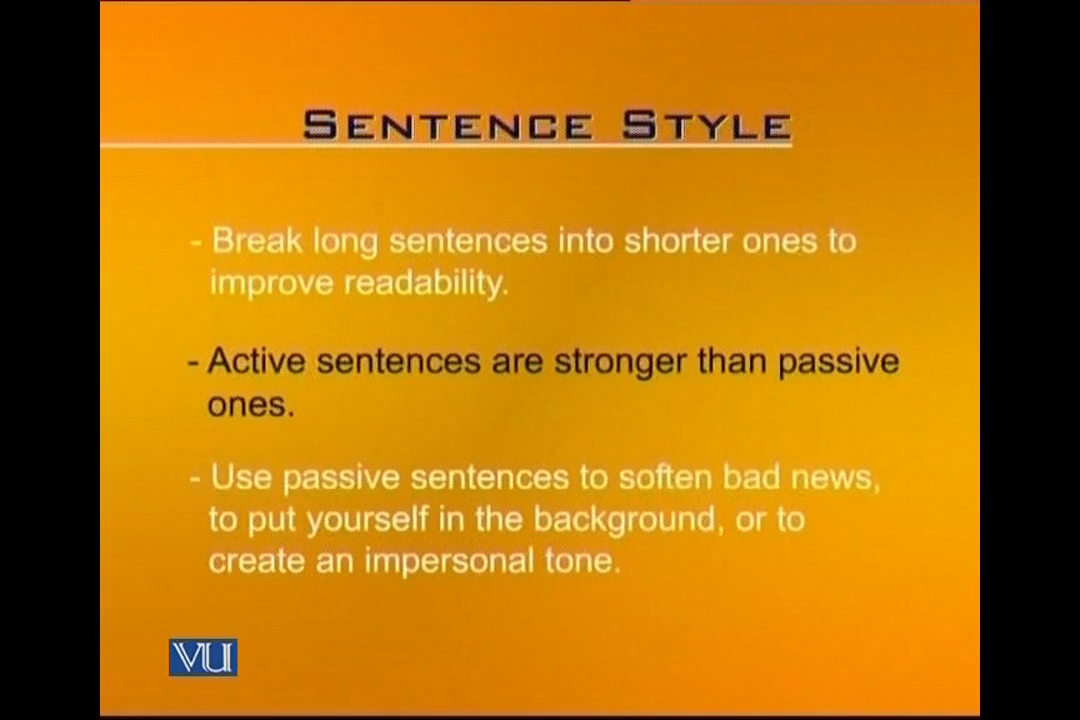 SENTENCE STYLE
- Break long sentences into shorter ones to
improve readability.
- Active sentences are stronger than passive
ones.
- Use passive sentences to soften bad news,
to put yourself in the background, or to
create an impersonal tone.
VU